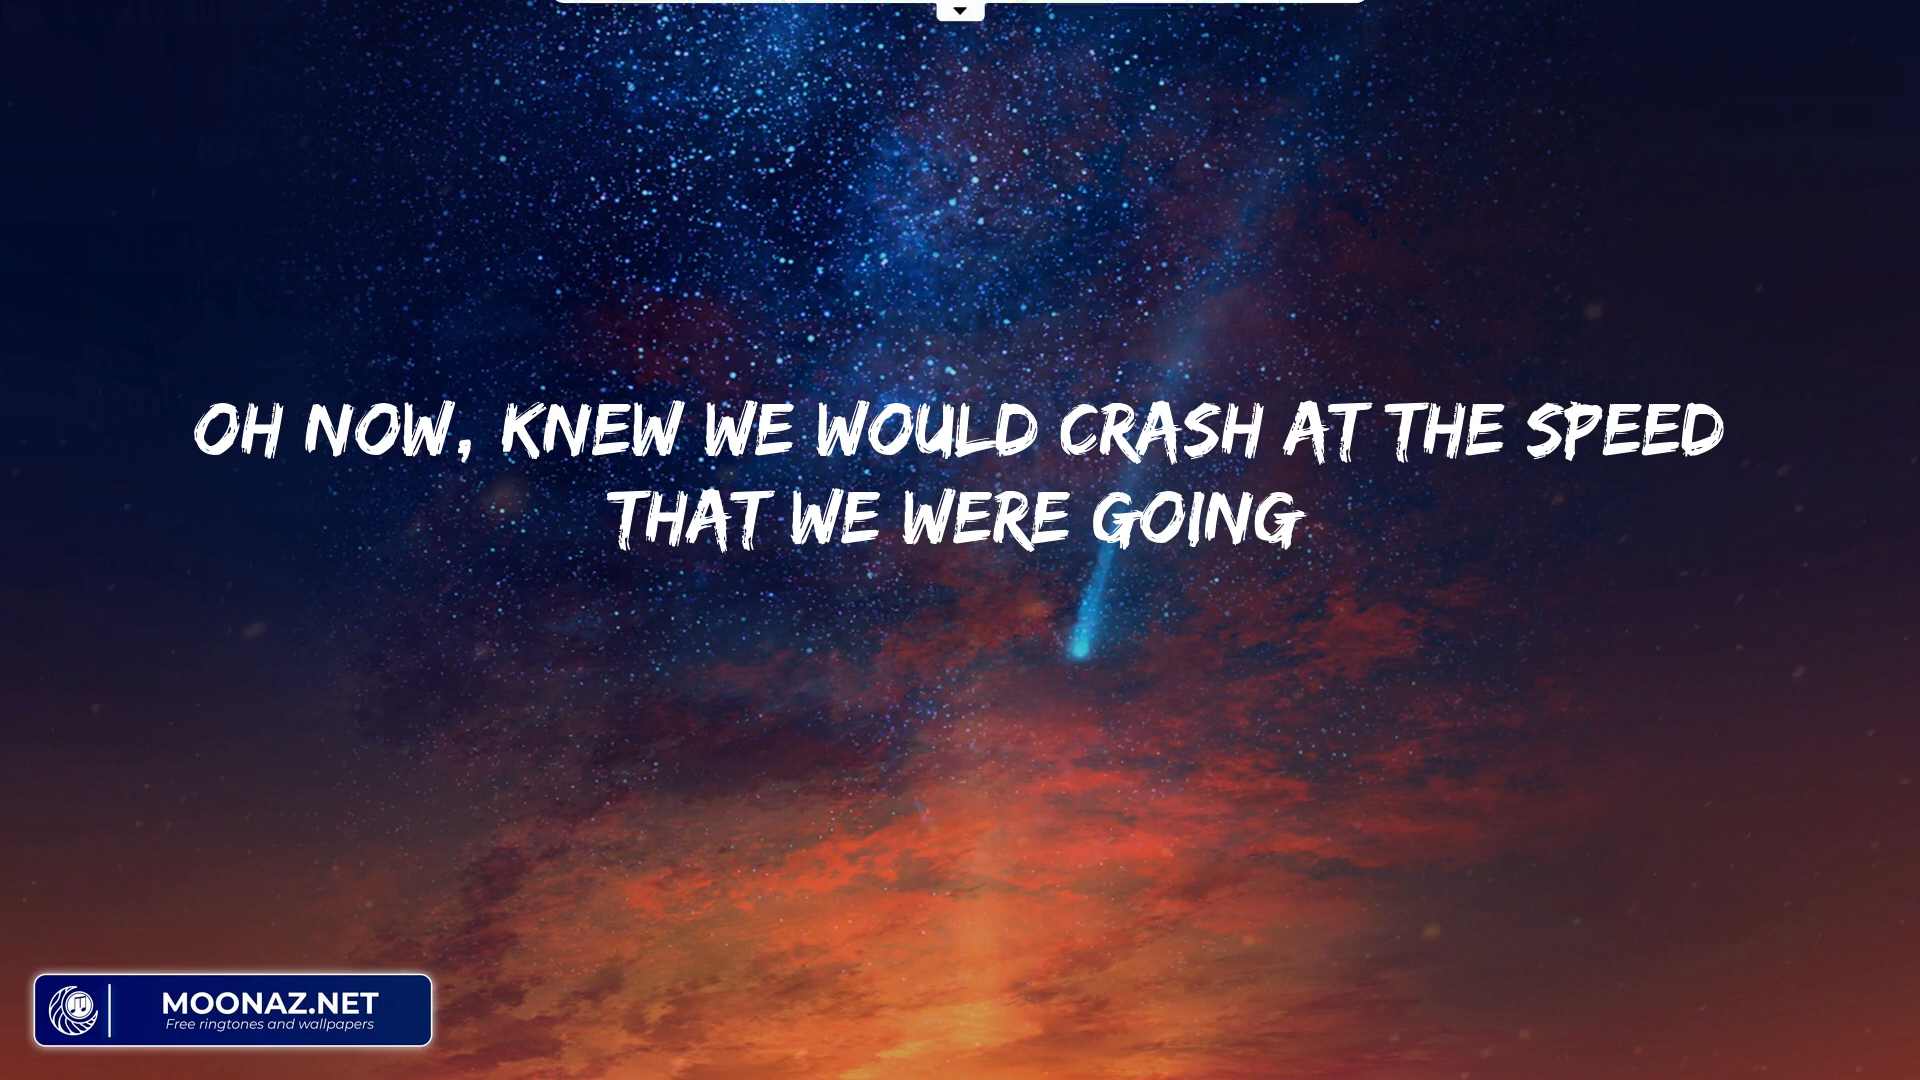 OH NOW, KNEW WE WOULD CRASH AT THE SPEED
THAT WE WERE GOING
MOONAZ.NET
Free ringtones and wallpapers